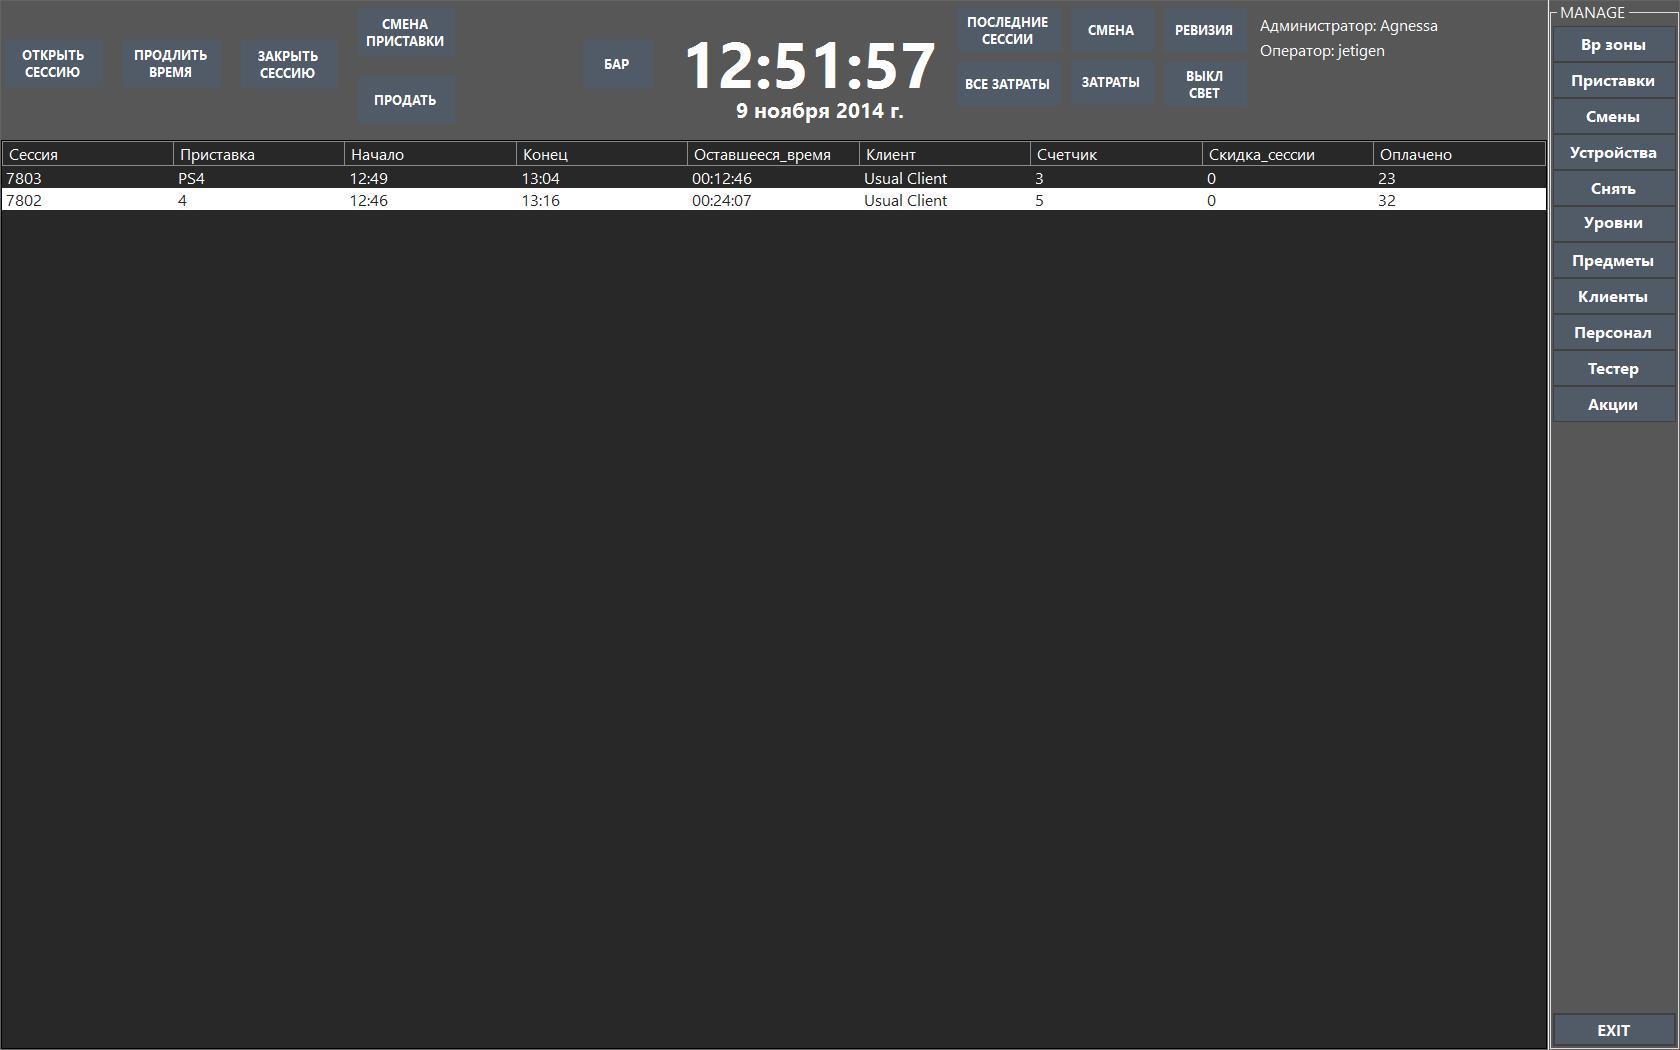 ОТКРЫТЬ
СЕССИЮ
ПРОДЛИТЬ
ВРЕМЯ
ЗАКРЫТЬ
СЕССИЮ
СМЕНА
ПРИСТАВКИ
ПРОДАТЬ
БАР
12:51:57
9 ноября 2014 г.
ПОСЛЕДНИЕ
СЕССИИ
СМЕНА
РЕВИЗИЯ
ВСЕ ЗАТРАТЫ
ЗАТРАТЫ
ВЫКЛ
СВЕТ
Администратор: Agnessa
Оператор: jetigen
Сессия Приставка Начало Конец Оставшееся_время Клиент Счетчик Скидка_сессии Оплачено
7803 PS4 12:49 13:04 00:12:46 Usual Client 3 0 23
7802 4 12:46 13:16 00:24:07 Usual Client 5 0 32
MANAGE
Вр зоны
Приставки
Смены
Устройства
Снять
Уровни
Предметы
Клиенты
Персонал
Тестер
Акции
EXIT